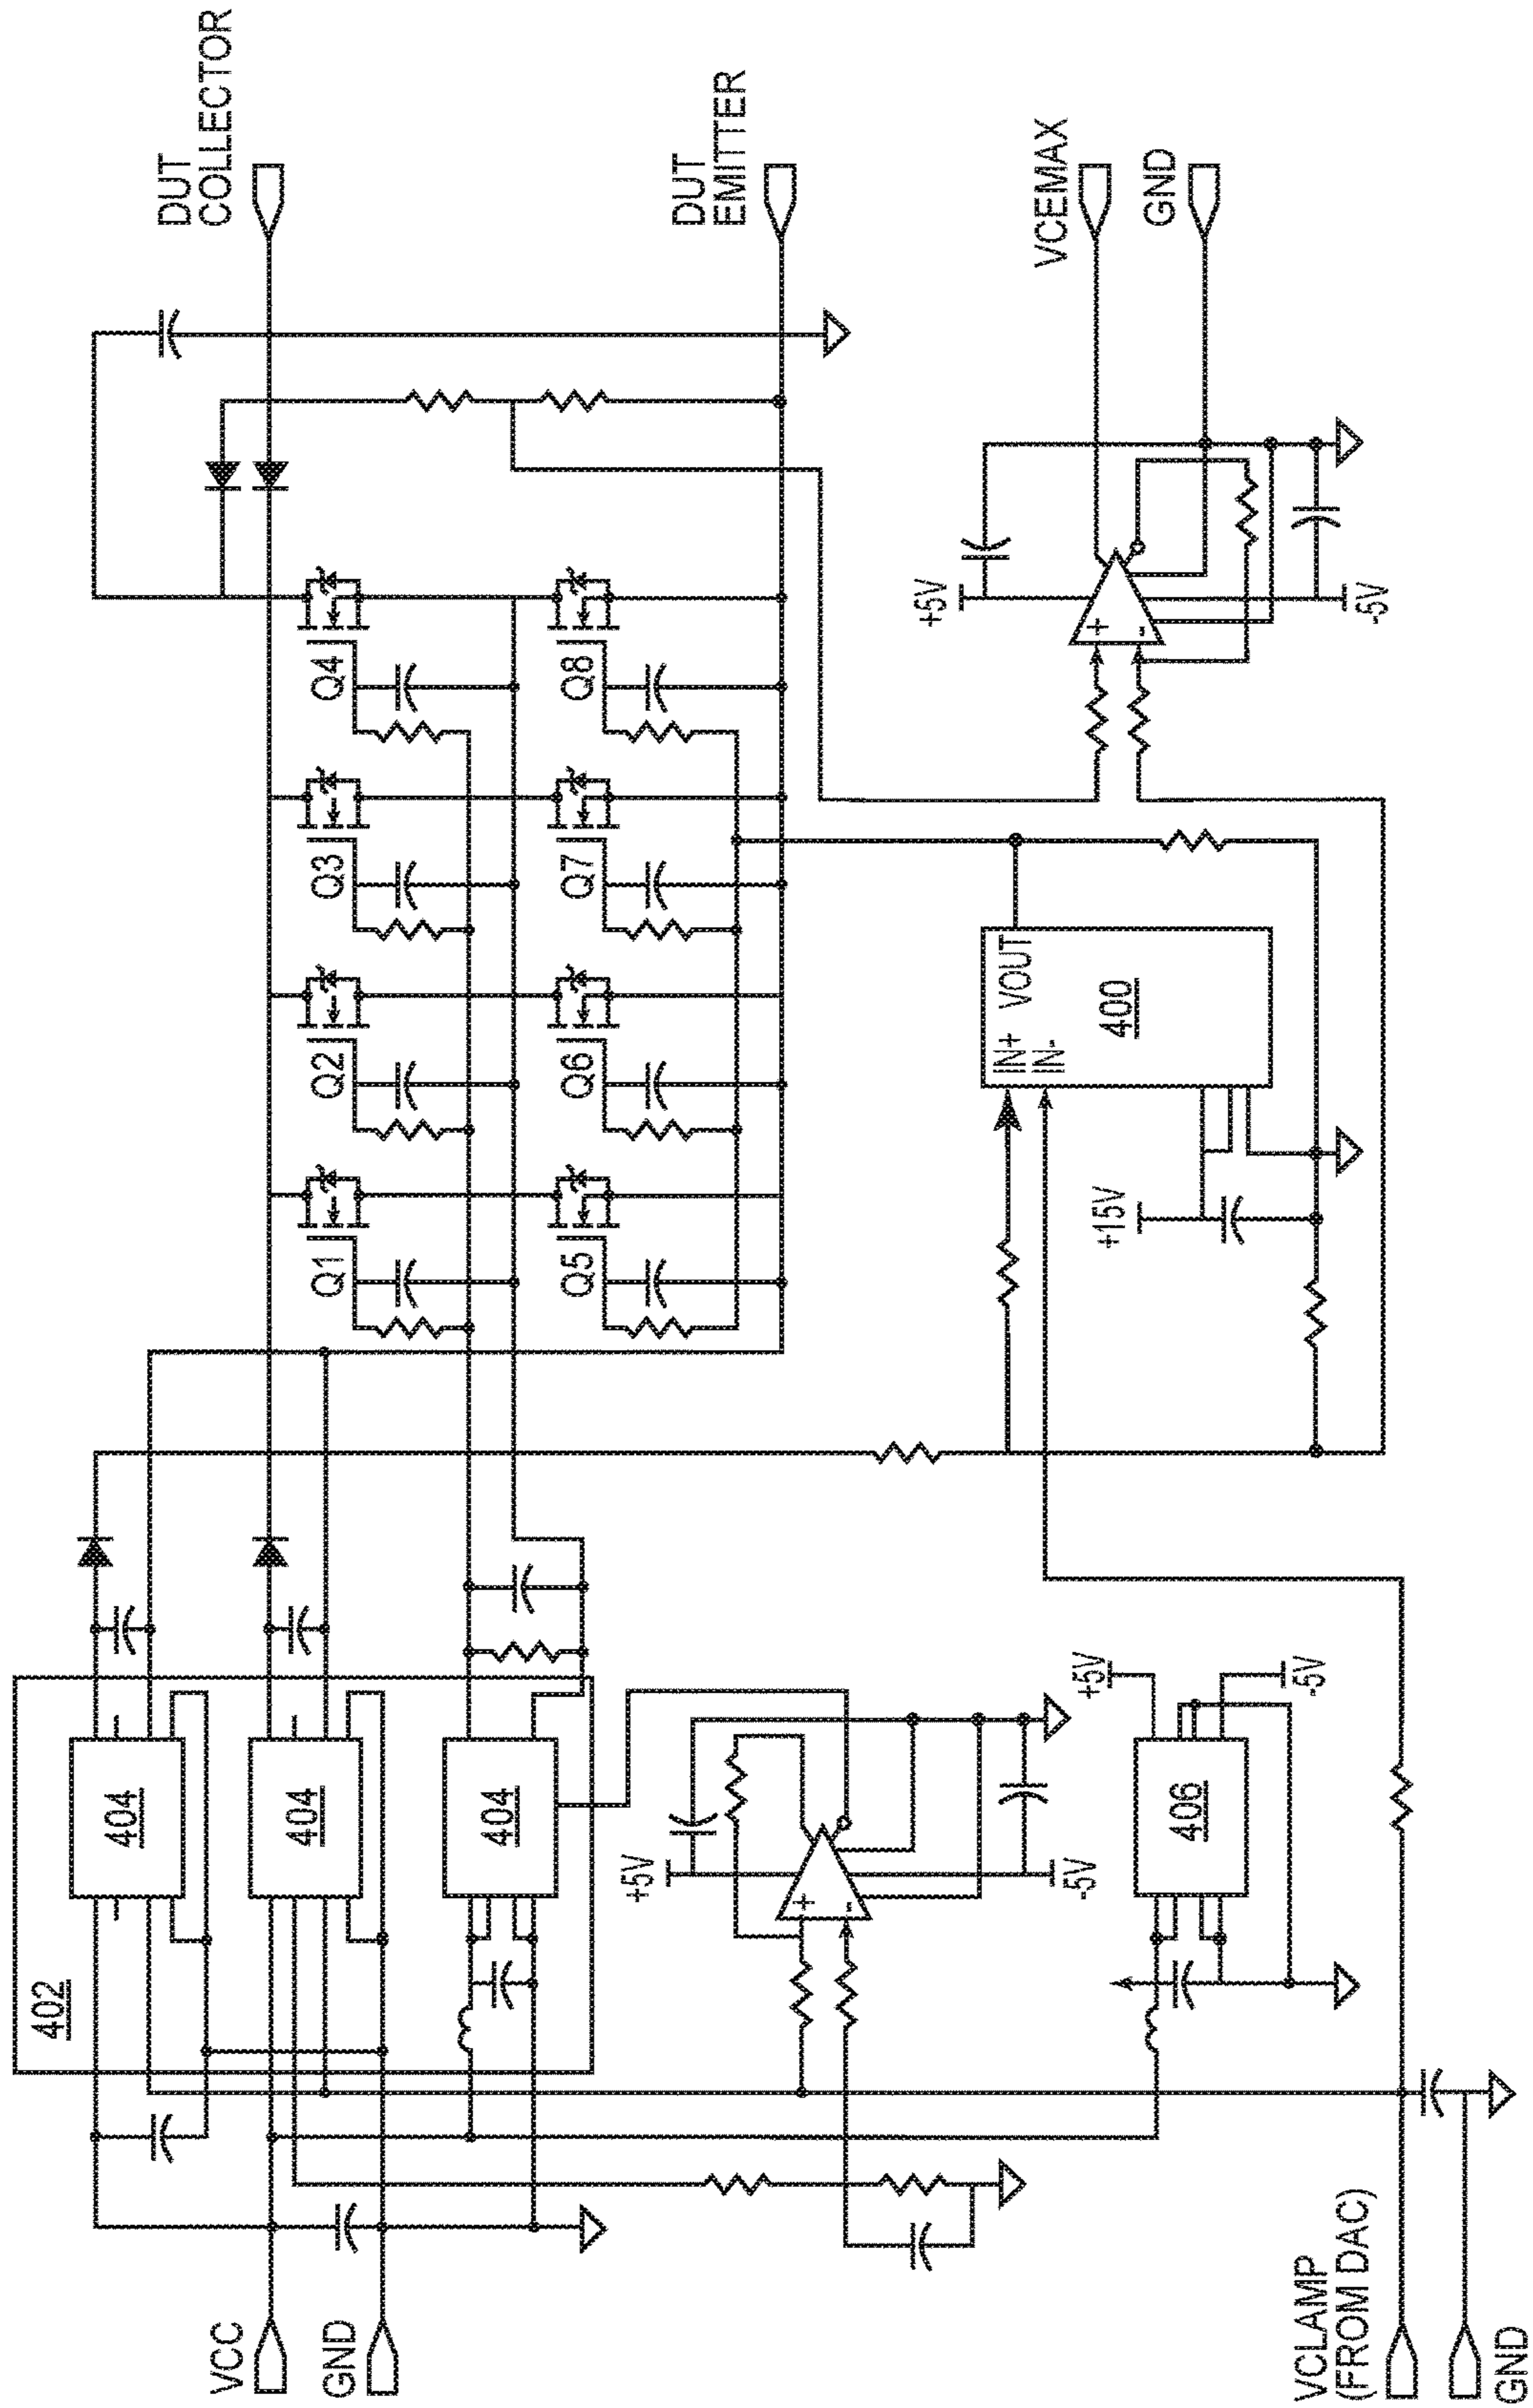 DUT
COLLECTOR
DUT
EMITTER
VCEMAX
GND
Q4
Q8
+5V
-5V
+
-
Q3
Q7
VOUT
IN+
IN-
400
Q2
Q6
+15V
Q1
Q5
402
404
404
404
+5V
-5V
+
-
+5V
-5V
406
VCC
GND
VCLAMP
(FROM DAC)
GND